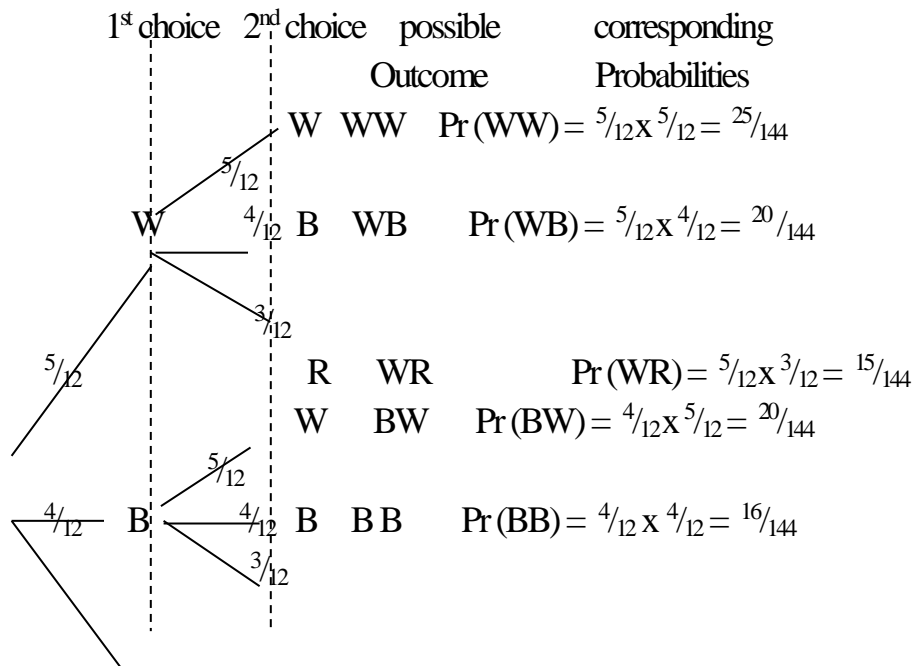 1st choice 2nd choice possible corresponding
Outcome Probabilities
W WW Pr (WW) = 5/12 x 5/12 = 25/144
5/12
W 4/12 B WB Pr (WB) = 5/12 x 4/12 = 20/144
3/12
5/12 R WR Pr (WR) = 5/12 x 3/12 = 15/144
W BW Pr (BW) = 4/12 x 5/12 = 20/144
5/12
4/12 B 4/12 B B B Pr (BB) = 4/12 x 4/12 = 16/144
3/12